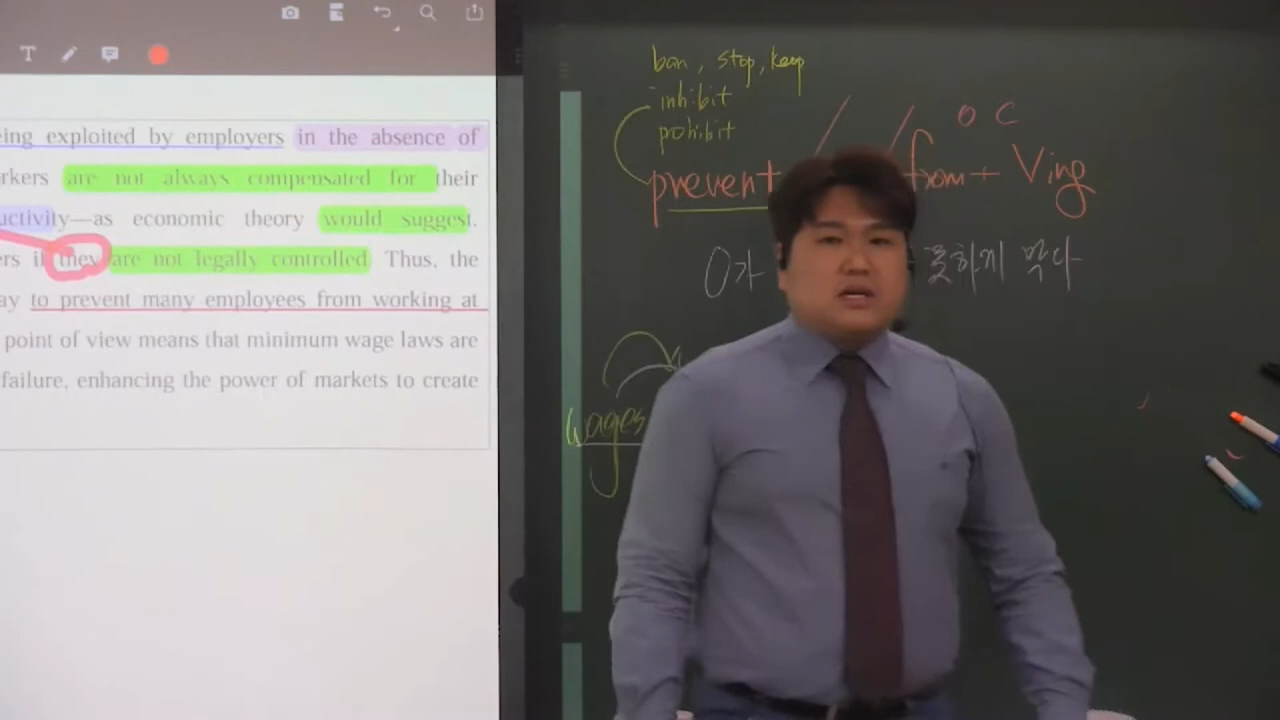 T
eing exploited by employers in the absence of
rkers are not always compensated for their
uctivity—as economic theory would suggest.
ers if they are not legally controlled. Thus, the
ay to prevent many employees from working at
point of view means that minimum wage laws are
failure, enhancing the power of markets to create
ban, stop, keep
inhibit
pohibit
O C
prevent from + Ving
O가 못하게 막다
wages